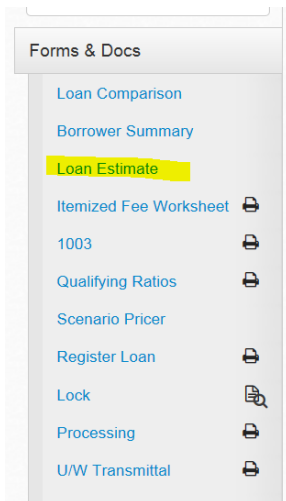 Forms & Docs
Loan Comparison
Borrower Summary
Loan Estimate
Itemized Fee Worksheet
1003
Qualifying Ratios
Scenario Pricer
Register Loan
Lock
Processing
U/W Transmittal